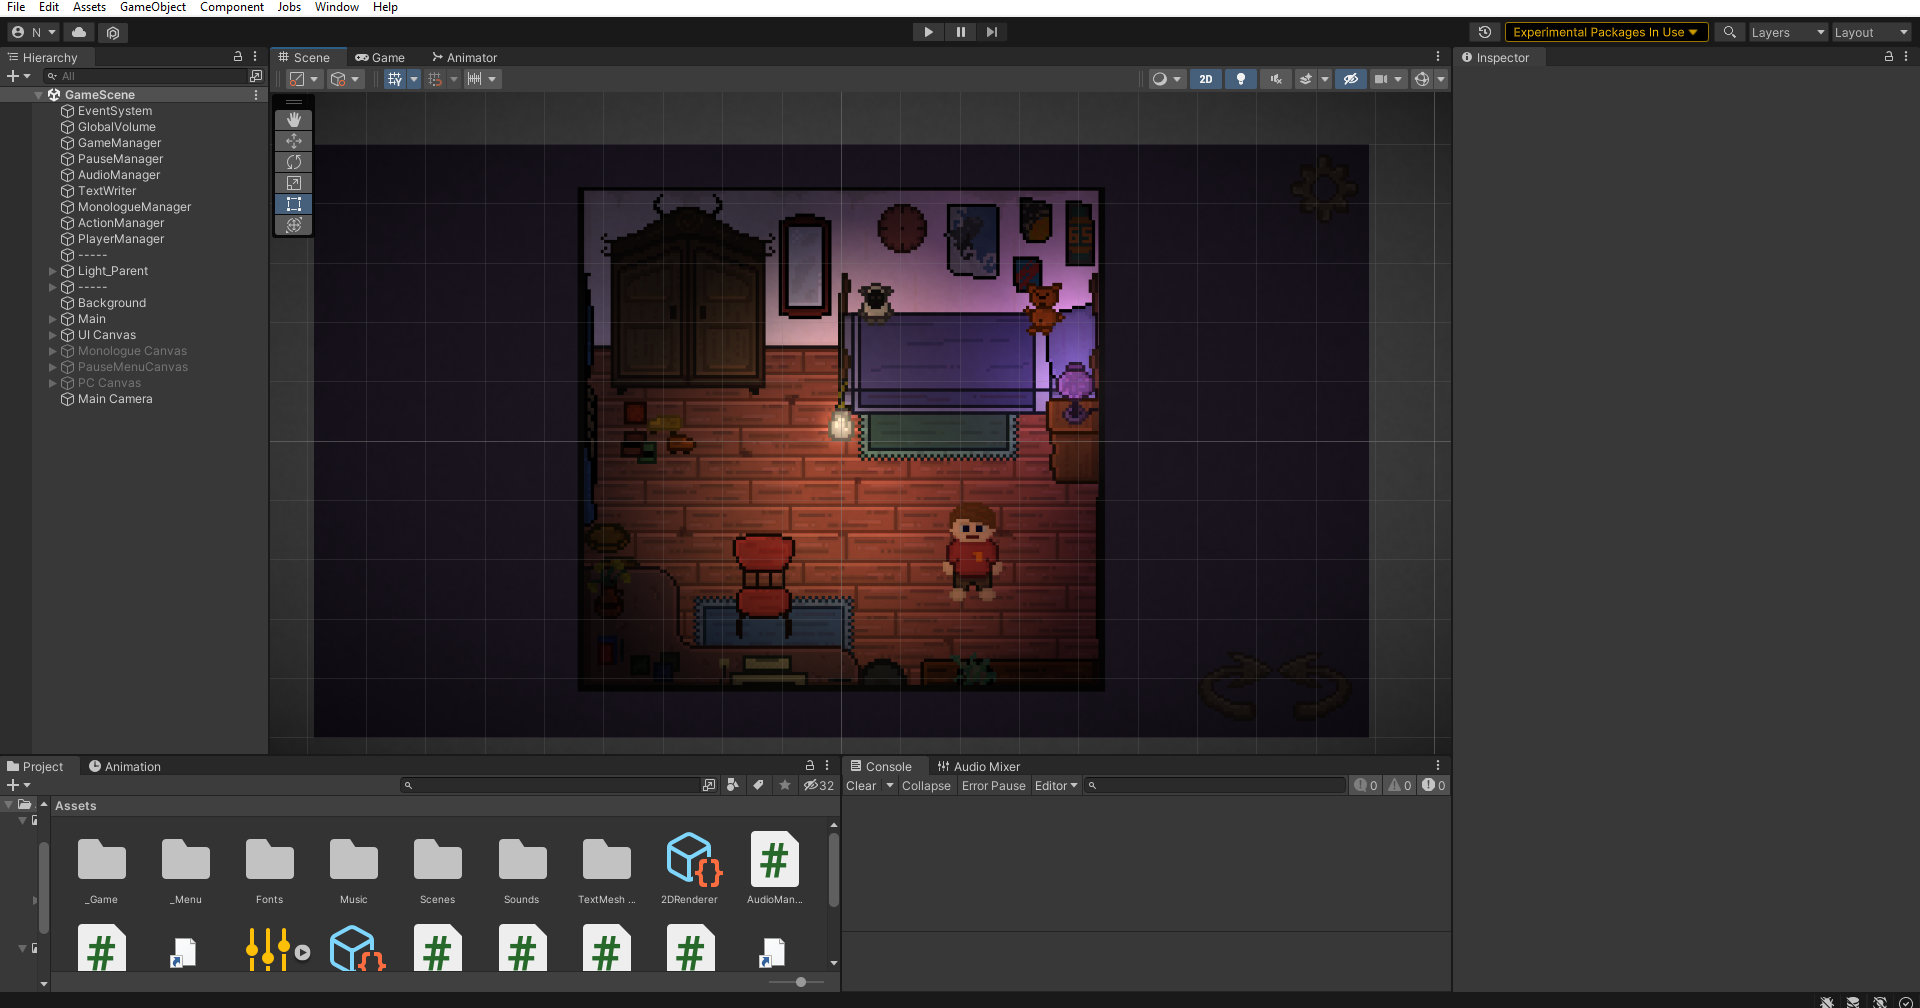 File Edit Assets GameObject Component Jobs Window Help
N Experimental Packages In Use Layers Layout
Hierarchy
All
GameScene
EventSystem
GlobalVolume
GameManager
PauseManager
AudioManager
TextWriter
MonologueManager
ActionManager
PlayerManager
-----
Light_Parent
-----
Background
Main
UI Canvas
Monologue Canvas
PauseMenuCanvas
PC Canvas
Main Camera
Scene Game Animator
2D
65
1
Inspector
Project Animation
32
Assets
_Game _Menu Fonts Music Scenes Sounds TextMesh ... 2DRenderer AudioMan...
Console Audio Mixer
Clear Collapse Error Pause Editor 0 0 0